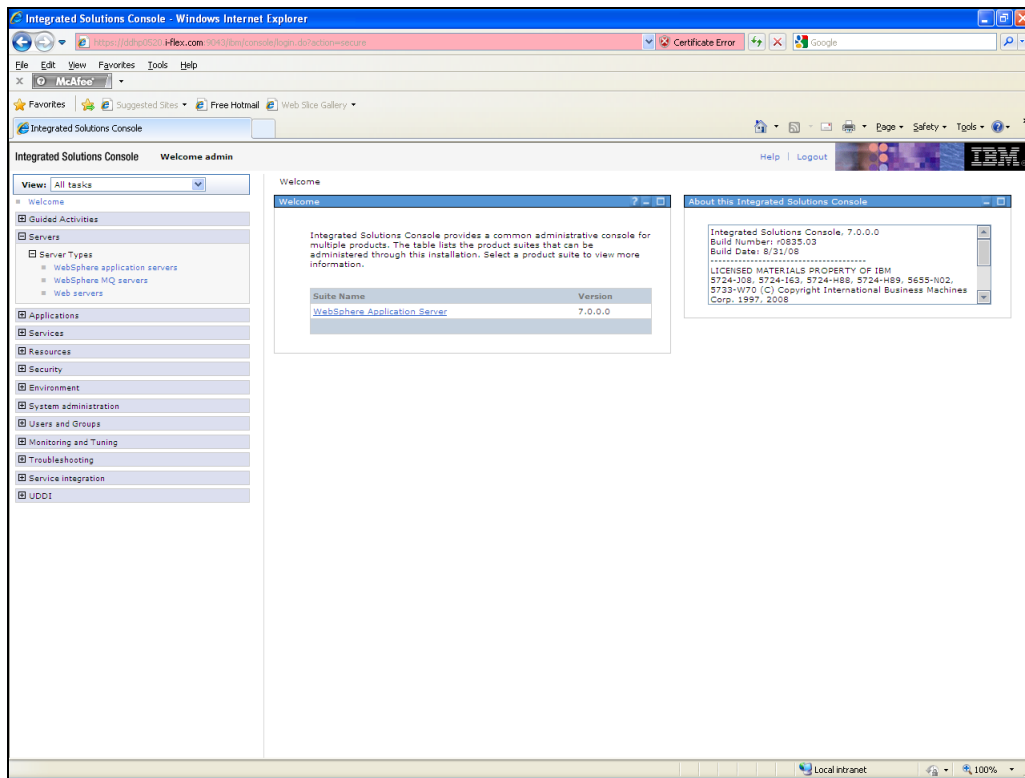 Integrated Solutions Console - Windows Internet Explorer
https://ddhp0520.i-flex.com:9043/ibm/console/login.do?action=secure
Certificate Error
Google
File Edit View Favorites Tools Help
McAfee
Favorites Suggested Sites Free Hotmail Web Slice Gallery
Integrated Solutions Console
Page Safety Tools
Integrated Solutions Console Welcome admin
Help | Logout
IBM.
View: All tasks
Welcome
Guided Activities
Servers
Server Types
WebSphere application servers
WebSphere MQ servers
Web servers
Applications
Services
Resources
Security
Environment
System administration
Users and Groups
Monitoring and Tuning
Troubleshooting
Service integration
UDDI
Welcome
Welcome
Integrated Solutions Console provides a common administrative console for
multiple products. The table lists the product suites that can be
administered through this installation. Select a product suite to view more
information.
Suite Name Version
WebSphere Application Server 7.0.0.0
About this Integrated Solutions Console
Integrated Solutions Console, 7.0.0.0
Build Number: r0835.03
Build Date: 8/31/08
------------------------------------
LICENSED MATERIALS PROPERTY OF IBM
5724-J08, 5724-I63, 5724-H88, 5724-H89, 5655-N02,
5733-W70 (C) Copyright International Business Machines
Corp. 1997, 2008
Local intranet
100%